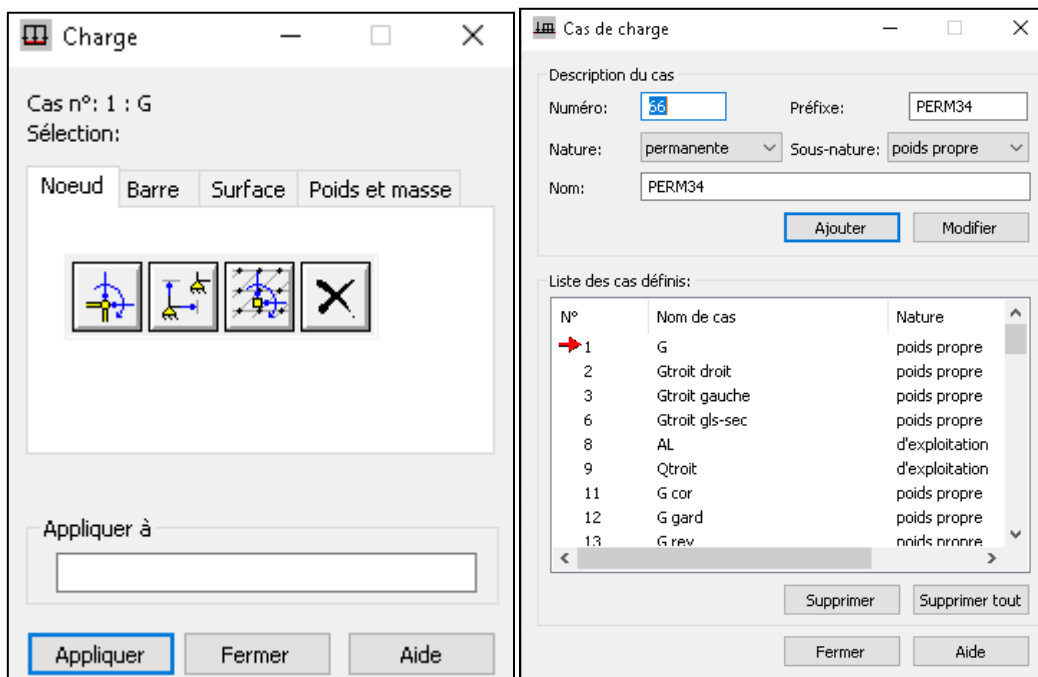 Charge
Cas n°: 1 : G
Sélection:
Noeud Barre Surface Poids et masse
Appliquer à
Appliquer Fermer Aide
Cas de charge
Description du cas
Numéro: 66 Préfixe: PERM34
Nature: permanente Sous-nature: poids propre
Nom: PERM34
Ajouter Modifier
Liste des cas définis:
N° Nom de cas Nature
1 G poids propre
2 Gtroit droit poids propre
3 Gtroit gauche poids propre
6 Gtroit gls-sec poids propre
8 AL d'exploitation
9 Qtroit d'exploitation
11 G cor poids propre
12 G gard poids propre
13 G rev poids propre
Supprimer Supprimer tout
Fermer Aide